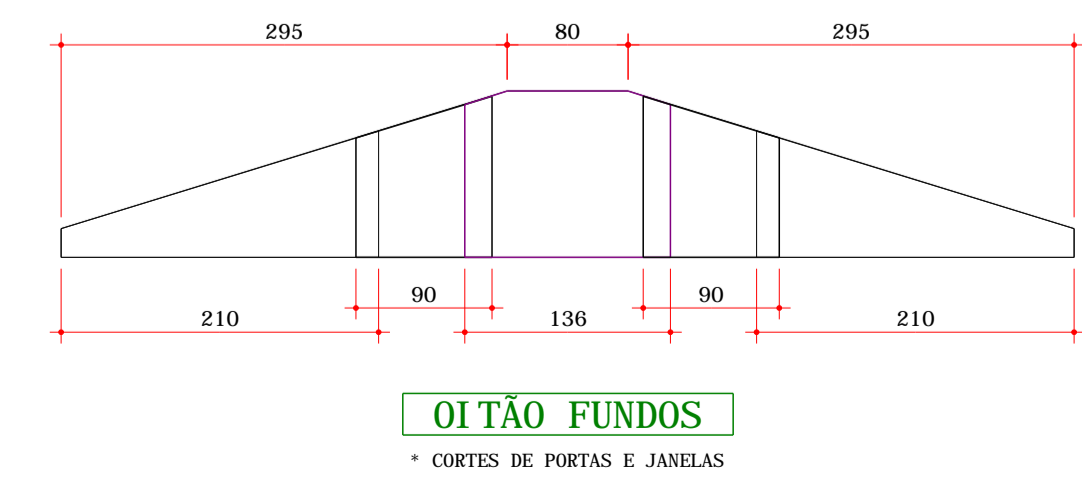 295 80 295
90 90
210 136 210
OITÃO FUNDOS
* CORTES DE PORTAS E JANELAS